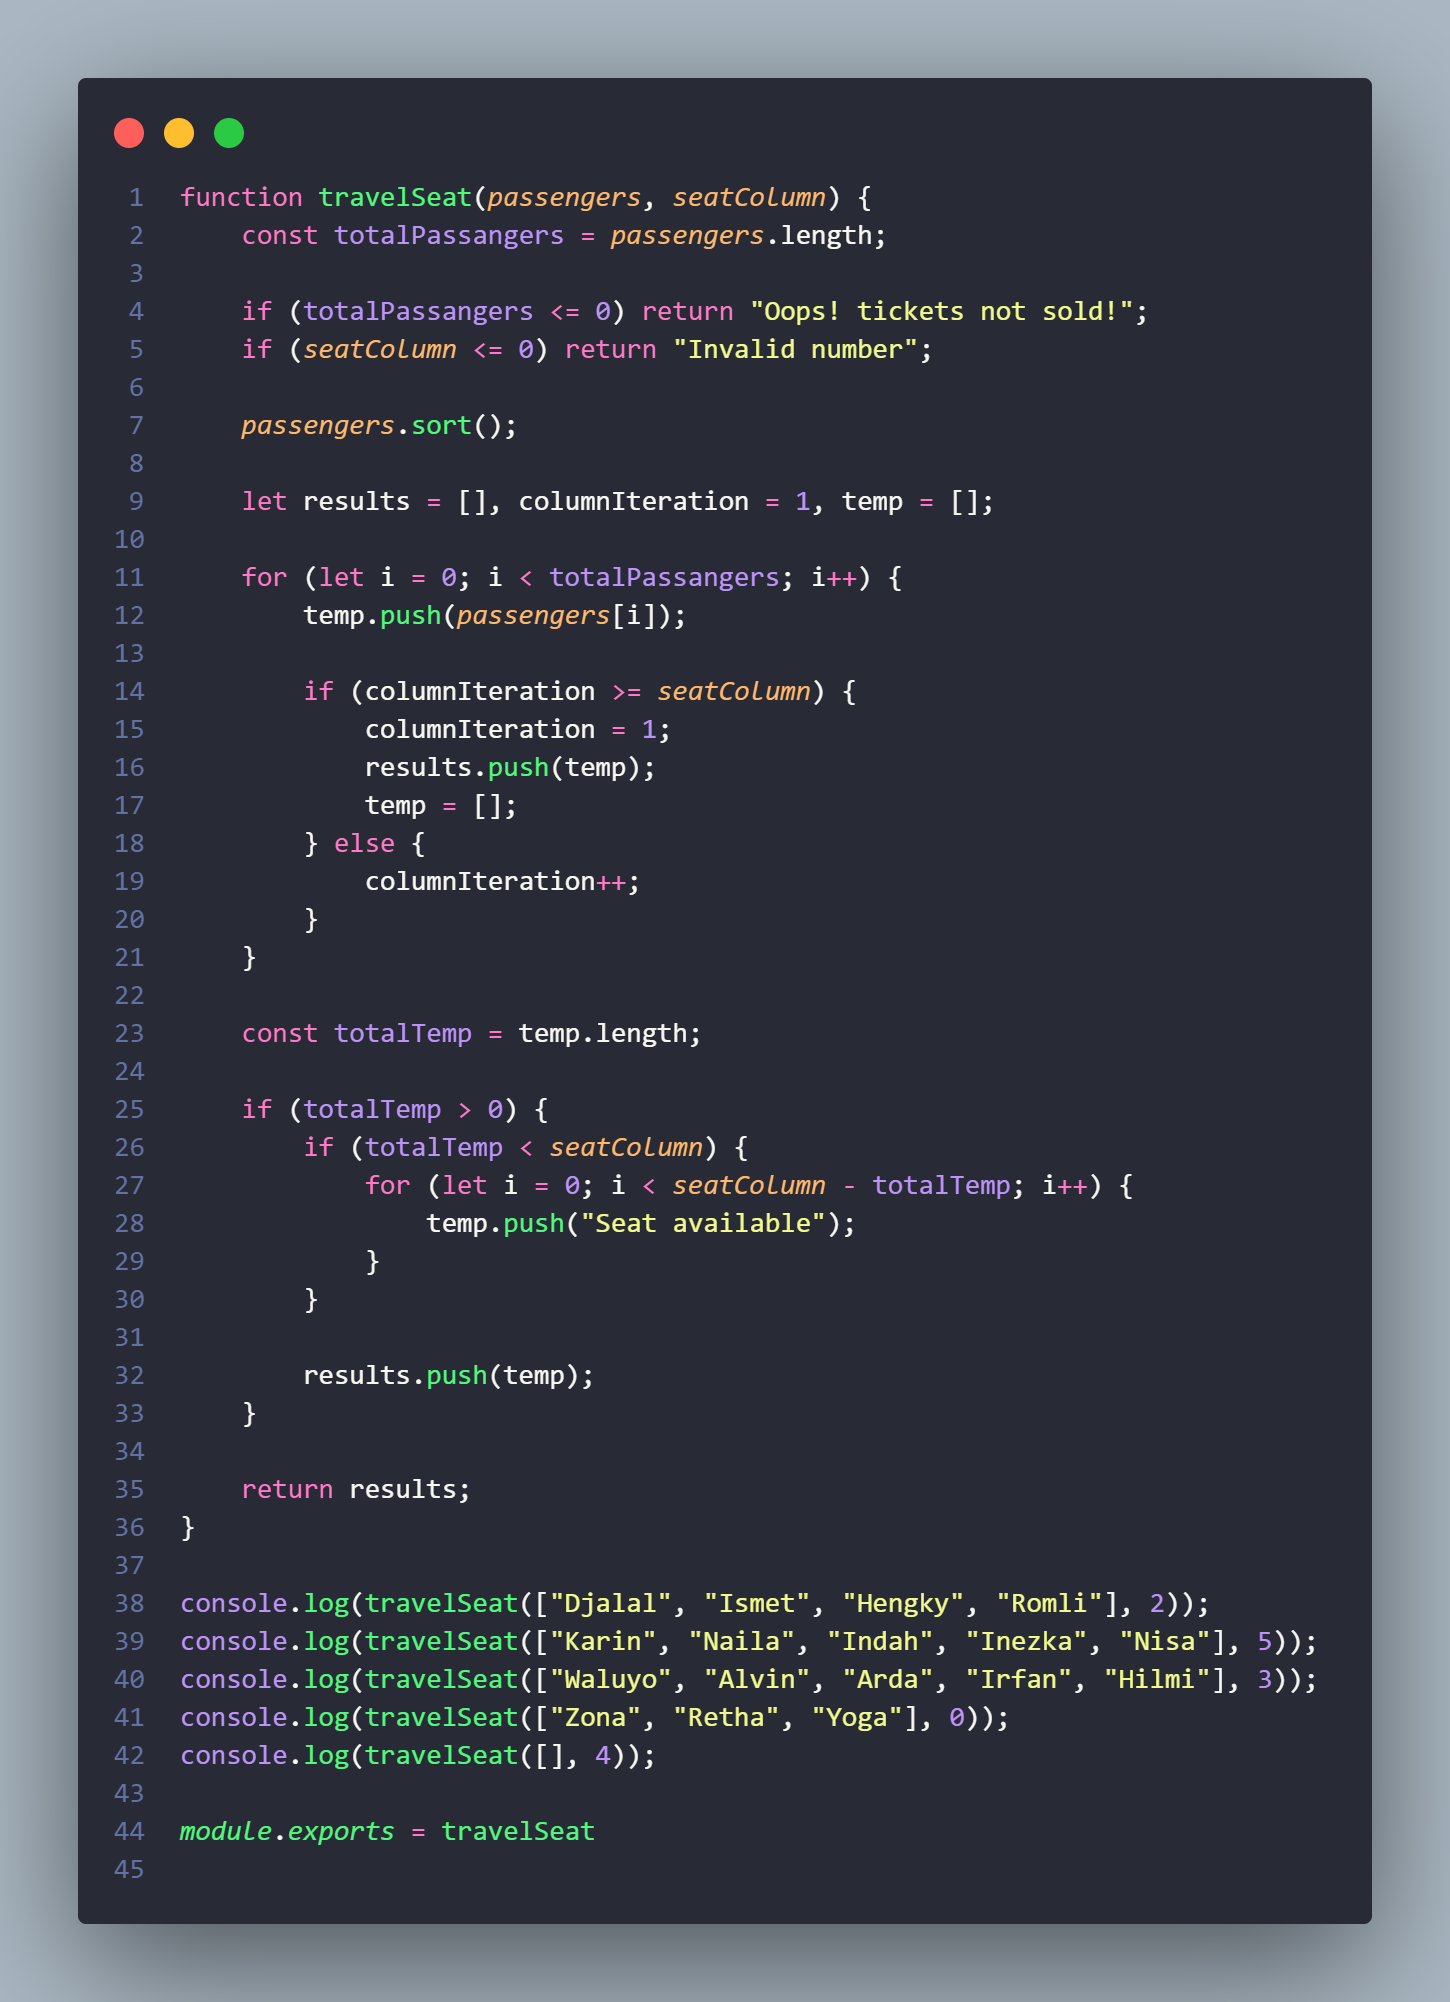 1 function travelSeat(passengers, seatColumn) {
2     const totalPassangers = passengers.length;
3
4     if (totalPassangers <= 0) return "Oops! tickets not sold!";
5     if (seatColumn <= 0) return "Invalid number";
6
7     passengers.sort();
8
9     let results = [], columnIteration = 1, temp = [];
10
11     for (let i = 0; i < totalPassangers; i++) {
12         temp.push(passengers[i]);
13
14         if (columnIteration >= seatColumn) {
15             columnIteration = 1;
16             results.push(temp);
17             temp = [];
18         } else {
19             columnIteration++;
20         }
21     }
22
23     const totalTemp = temp.length;
24
25     if (totalTemp > 0) {
26         if (totalTemp < seatColumn) {
27             for (let i = 0; i < seatColumn - totalTemp; i++) {
28                 temp.push("Seat available");
29             }
30         }
31
32         results.push(temp);
33     }
34
35     return results;
36 }
37
38 console.log(travelSeat(["Djalal", "Ismet", "Hengky", "Romli"], 2));
39 console.log(travelSeat(["Karin", "Naila", "Indah", "Inezka", "Nisa"], 5));
40 console.log(travelSeat(["Waluyo", "Alvin", "Arda", "Irfan", "Hilmi"], 3));
41 console.log(travelSeat(["Zona", "Retha", "Yoga"], 0));
42 console.log(travelSeat([], 4));
43
44 module.exports = travelSeat
45